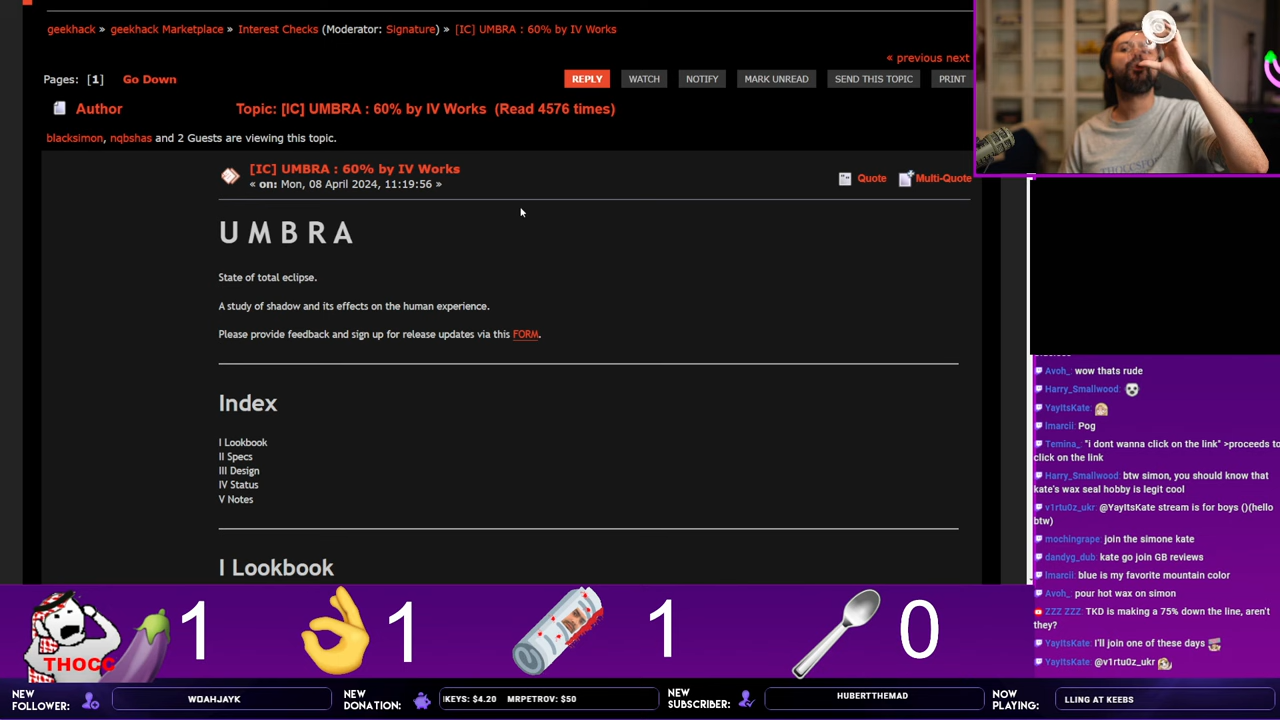 geekhack » geekhack Marketplace » Interest Checks (Moderator: Signature) » [IC] UMBRA : 60% by IV Works
« previous next
Pages: [1] Go Down
REPLY WATCH NOTIFY MARK UNREAD SEND THIS TOPIC PRINT
Author Topic: [IC] UMBRA : 60% by IV Works (Read 4576 times)
blacksimon, nqbshas and 2 Guests are viewing this topic.
[IC] UMBRA : 60% by IV Works
« on: Mon, 08 April 2024, 11:19:56 »
Quote Multi-Quote
UMBRA
State of total eclipse.
A study of shadow and its effects on the human experience.
Please provide feedback and sign up for release updates via this FORM.
Index
I Lookbook
II Specs
III Design
IV Status
V Notes
I Lookbook
Avoh_: wow thats rude
Harry_Smallwood:
YayItsKate:
lmarcii: Pog
Temina_: "i dont wanna click on the link" >proceeds to
click on the link
Harry_Smallwood: btw simon, you should know that
kate's wax seal hobby is legit cool
v1rtu0z_ukr: @YayItsKate stream is for boys ()(hello
btw)
mochingrape: join the simone kate
dandyg_dub: kate go join GB reviews
lmarcii: blue is my favorite mountain color
Avoh_: pour hot wax on simon
ZZZ ZZZ: TKD is making a 75% down the line, aren't
they?
YayItsKate: I'll join one of these days
YayItsKate: @v1rtu0z_ukr
THOCC 1 1 1 0
NEW FOLLOWER: WOAHJAYK
NEW DONATION: KEYS: $4.20 MRPETROV: $50
NEW SUBSCRIBER: HUBERTTHEMAD
NOW PLAYING: LLING AT KEEBS